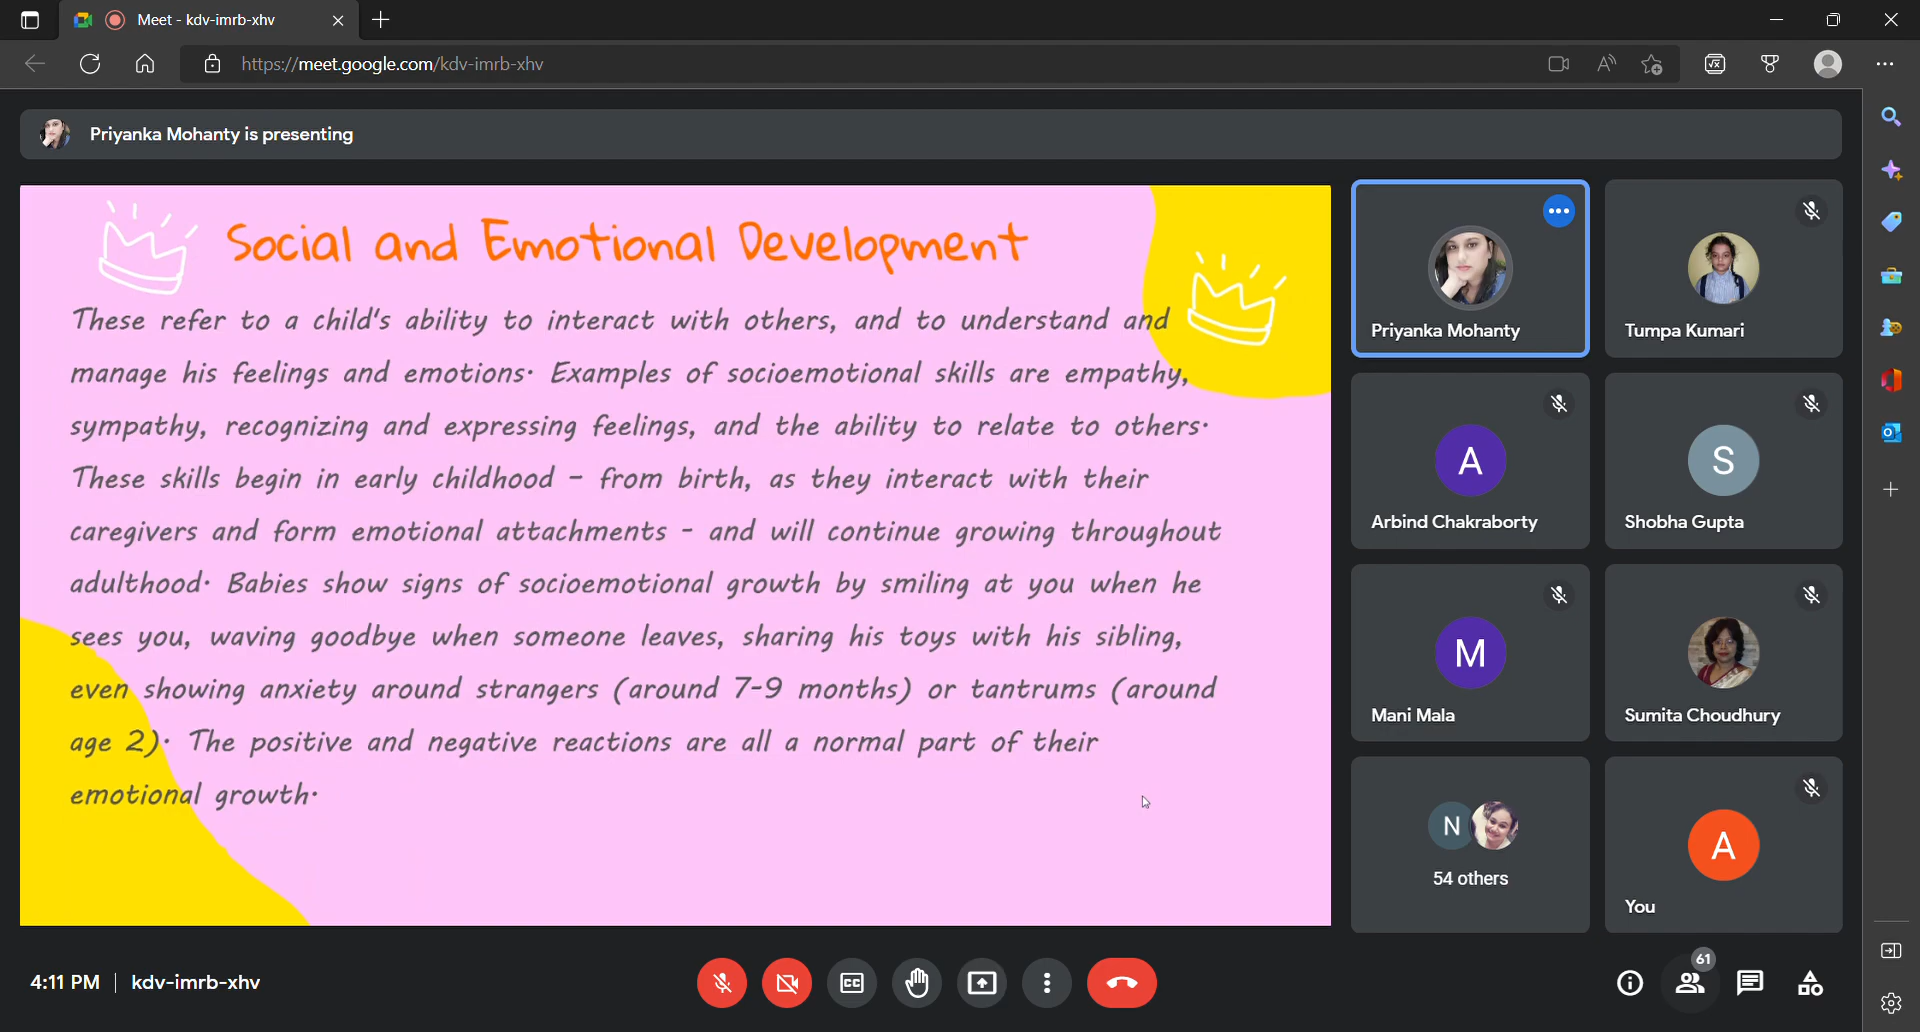 Meet - kdv-imrb-xhv
https://meet.google.com/kdv-imrb-xhv
Priyanka Mohanty is presenting
Social and Emotional Development
These refer to a child's ability to interact with others, and to understand and
manage his feelings and emotions. Examples of socioemotional skills are empathy,
sympathy, recognizing and expressing feelings, and the ability to relate to others.
These skills begin in early childhood – from birth, as they interact with their
caregivers and form emotional attachments - and will continue growing throughout
adulthood. Babies show signs of socioemotional growth by smiling at you when he
sees you, waving goodbye when someone leaves, sharing his toys with his sibling,
even showing anxiety around strangers (around 7-9 months) or tantrums (around
age 2). The positive and negative reactions are all a normal part of their
emotional growth.
Priyanka Mohanty
Tumpa Kumari
A
Arbind Chakraborty
S
Shobha Gupta
M
Mani Mala
Sumita Choudhury
N
54 others
A
You
4:11 PM | kdv-imrb-xhv
CC
61